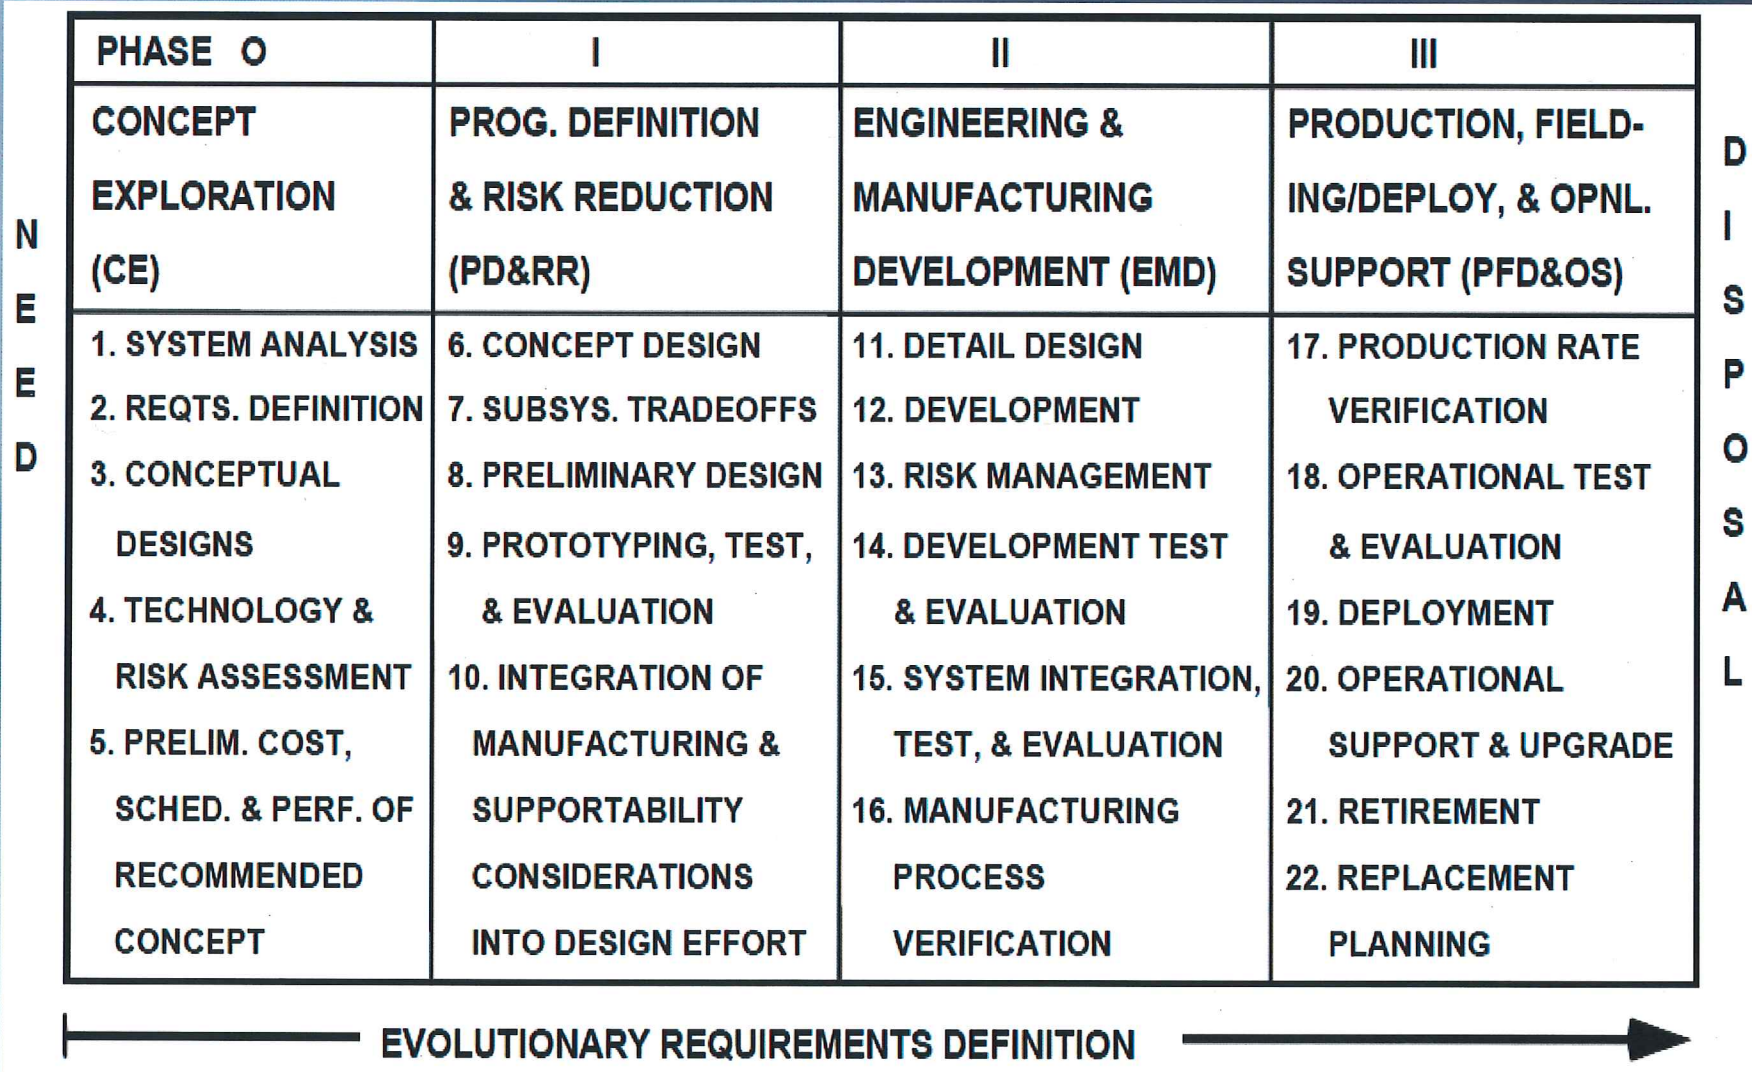 PHASE O
I
II
III
CONCEPT
EXPLORATION
(CE)
PROG. DEFINITION
& RISK REDUCTION
(PD&RR)
ENGINEERING &
MANUFACTURING
DEVELOPMENT (EMD)
PRODUCTION, FIELD-
ING/DEPLOY, & OPNL.
SUPPORT (PFD&OS)
NEED
1. SYSTEM ANALYSIS
2. REQTS. DEFINITION
3. CONCEPTUAL
DESIGNS
4. TECHNOLOGY &
RISK ASSESSMENT
5. PRELIM. COST,
SCHED. & PERF. OF
RECOMMENDED
CONCEPT
6. CONCEPT DESIGN
7. SUBSYS. TRADEOFFS
8. PRELIMINARY DESIGN
9. PROTOTYPING, TEST,
& EVALUATION
10. INTEGRATION OF
MANUFACTURING &
SUPPORTABILITY
CONSIDERATIONS
INTO DESIGN EFFORT
11. DETAIL DESIGN
12. DEVELOPMENT
13. RISK MANAGEMENT
14. DEVELOPMENT TEST
& EVALUATION
15. SYSTEM INTEGRATION,
TEST, & EVALUATION
16. MANUFACTURING
PROCESS
VERIFICATION
17. PRODUCTION RATE
VERIFICATION
18. OPERATIONAL TEST
& EVALUATION
19. DEPLOYMENT
20. OPERATIONAL
SUPPORT & UPGRADE
21. RETIREMENT
22. REPLACEMENT
PLANNING
DISPOSAL
EVOLUTIONARY REQUIREMENTS DEFINITION